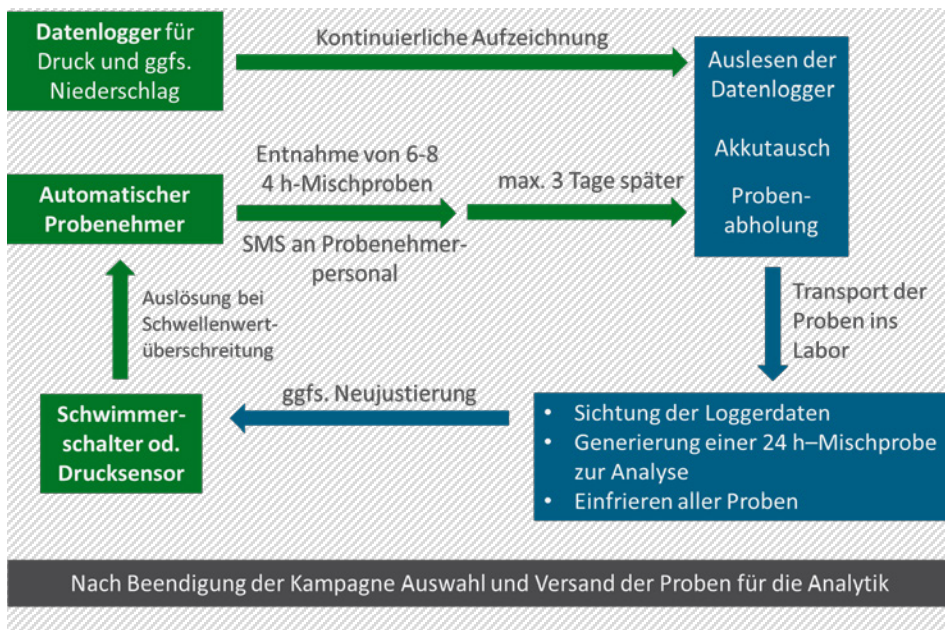 Datenlogger für
Druck und ggfs.
Niederschlag
Kontinuierliche Aufzeichnung
Auslesen der
Datenlogger
Akkutausch
Proben-
abholung
Automatischer
Probenehmer
Entnahme von 6-8
4 h-Mischproben
SMS an Probenehmer-
personal
max. 3 Tage später
Auslösung bei
Schwellenwert-
überschreitung
Transport der
Proben ins
Labor
Schwimmer-
schalter od.
Drucksensor
ggfs. Neujustierung
• Sichtung der Loggerdaten
• Generierung einer 24 h–Mischprobe
zur Analyse
• Einfrieren aller Proben
Nach Beendigung der Kampagne Auswahl und Versand der Proben für die Analytik